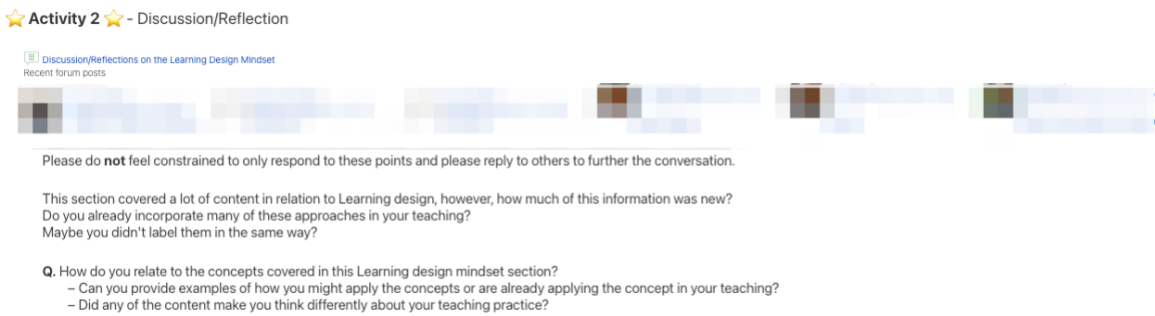 ⭐ Activity 2 ⭐ - Discussion/Reflection
Discussion/Reflections on the Learning Design Mindset
Recent forum posts
Please do not feel constrained to only respond to these points and please reply to others to further the conversation.
This section covered a lot of content in relation to Learning design, however, how much of this information was new?
Do you already incorporate many of these approaches in your teaching?
Maybe you didn't label them in the same way?
Q. How do you relate to the concepts covered in this Learning design mindset section?
– Can you provide examples of how you might apply the concepts or are already applying the concept in your teaching?
– Did any of the content make you think differently about your teaching practice?